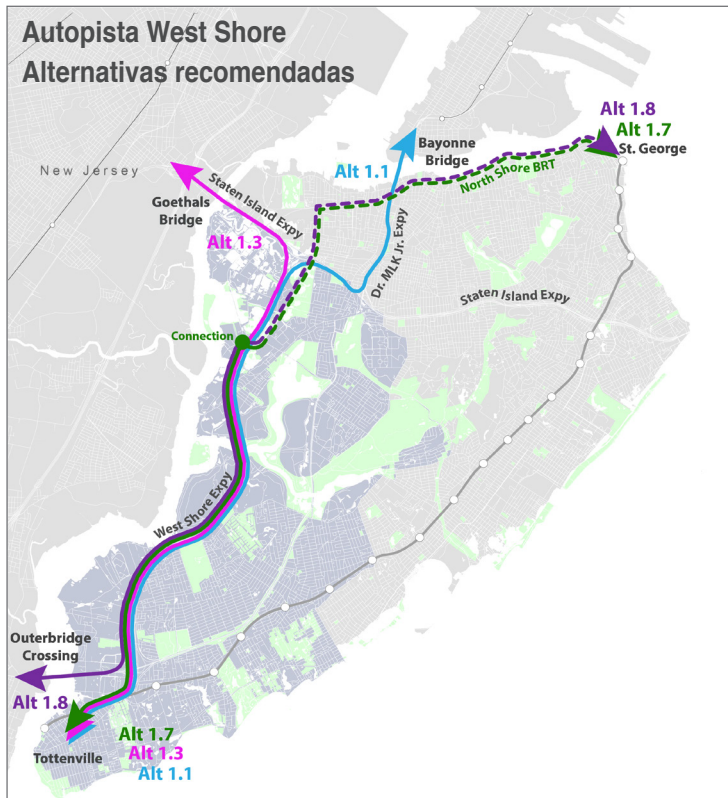 Autopista West Shore
Alternativas recomendadas
Alt 1.8
Alt 1.7
St. George
Bayonne
Bridge
Alt 1.1
North Shore BRT
New Jersey
Staten Island Expy
Goethals
Bridge
Alt 1.3
Dr. MLK Jr. Expy
Staten Island Expy
Connection
West Shore Expy
Outerbridge
Crossing
Alt 1.8
Alt 1.7
Alt 1.3
Tottenville
Alt 1.1